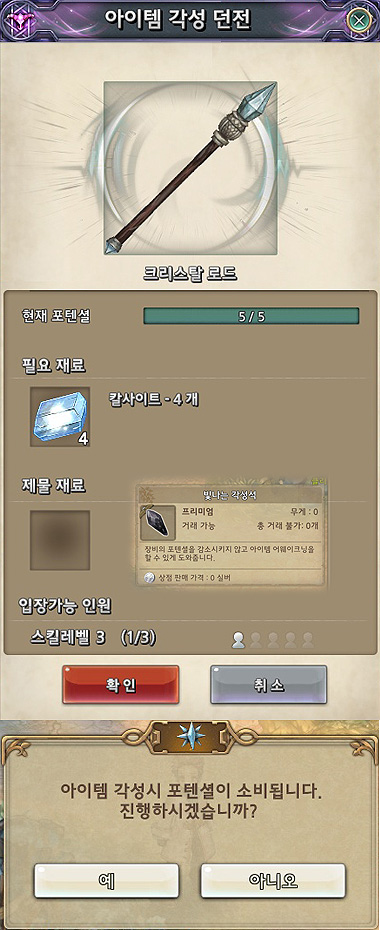 아이템 각성 던전
크리스탈 로드
현재 포텐셜
5 / 5
필요 재료
4
칼사이트 - 4 개
제물 재료
빛나는 각성석
프리미엄
무게 : 0
거래 가능
총 거래 불가: 0개
장비의 포텐셜을 감소시키지 않고 아이템 어웨이크닝을
할 수 있게 도와줍니다.
상점 판매 가격 : 0 실버
입장가능 인원
스킬레벨 3 (1/3)
확인
취소
아이템 각성시 포텐셜이 소비됩니다.
진행하시겠습니까?
예
아니오